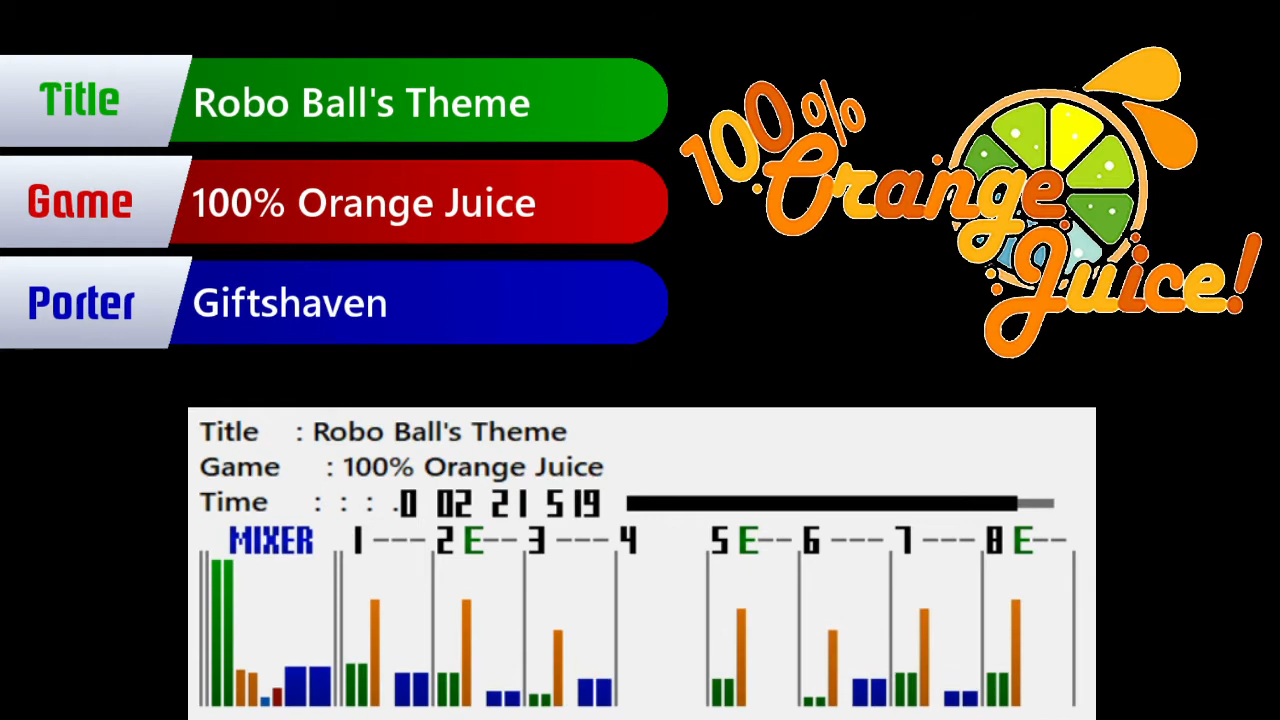 Title Robo Ball's Theme
Game 100% Orange Juice
Porter Giftshaven
100% Orange Juice!
Title : Robo Ball's Theme
Game : 100% Orange Juice
Time : : : .0 02 21 519
MIXER 1 --- 2 E-- 3 --- 4 5 E-- 6 --- 7 --- 8 E--